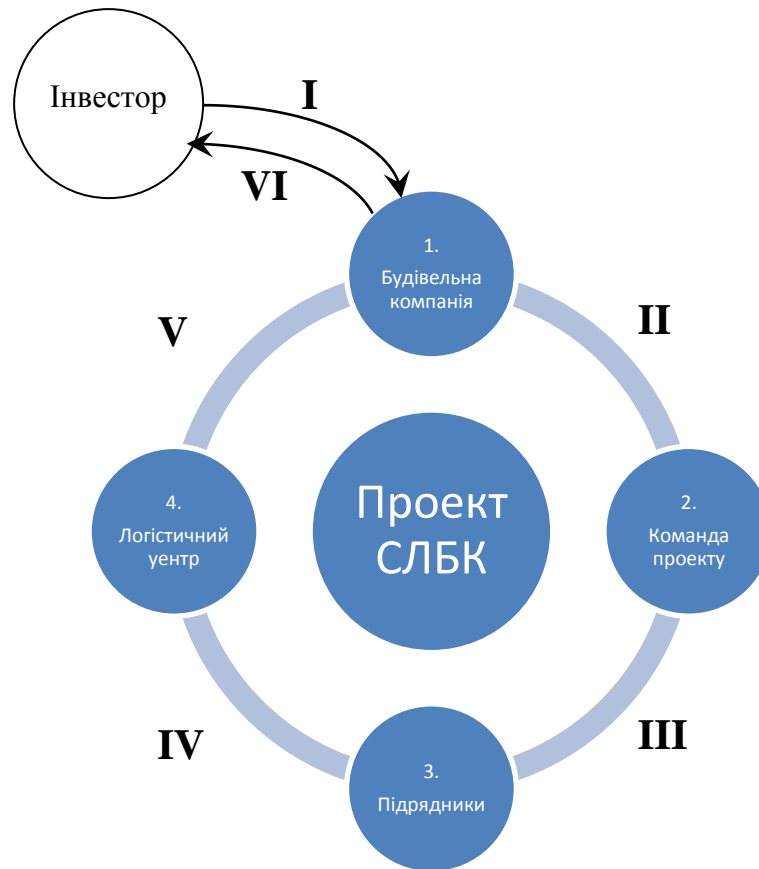 Інвестор
I
VI
1.
Будівельна
компанія
V
II
Проект
СЛБК
4.
Логістичний
уентр
2.
Команда
проекту
IV
III
3.
Підрядники